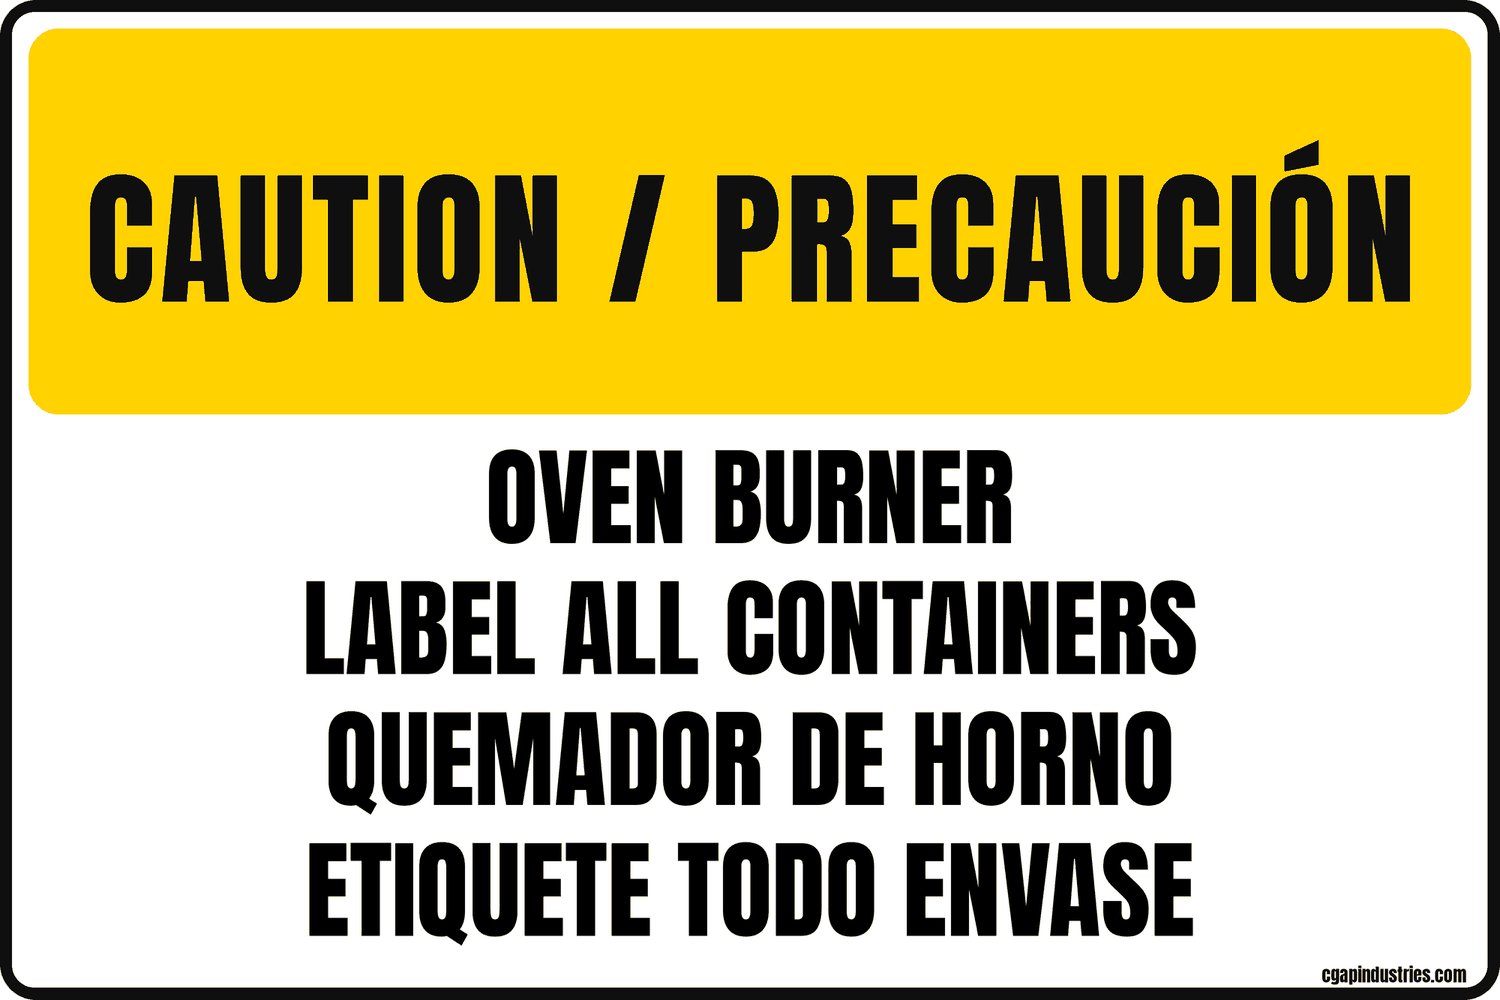 CAUTION / PRECAUCIÓN
OVEN BURNER
LABEL ALL CONTAINERS
QUEMADOR DE HORNO
ETIQUETE TODO ENVASE
cgapindustries.com